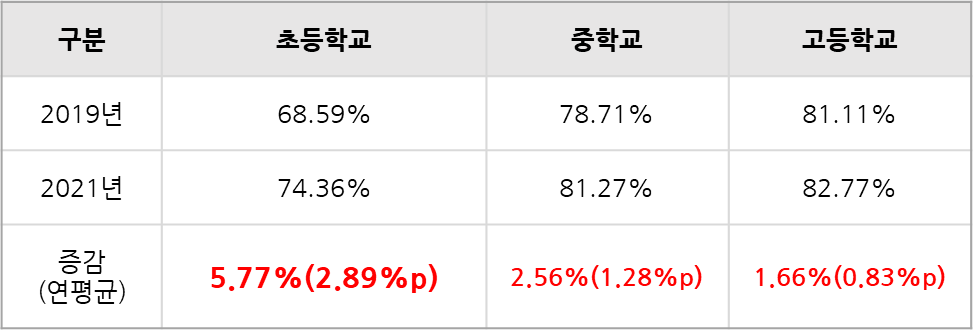 구분 초등학교 중학교 고등학교
2019년 68.59% 78.71% 81.11%
2021년 74.36% 81.27% 82.77%
증감
(연평균) 5.77%(2.89%p) 2.56%(1.28%p) 1.66%(0.83%p)